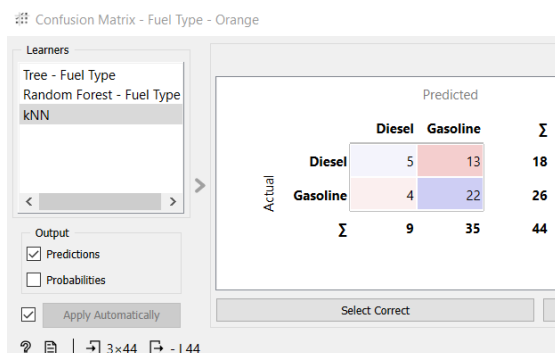 Confusion Matrix - Fuel Type - Orange
Learners
Tree - Fuel Type
Random Forest - Fuel Type
kNN
Output
Predictions
Probabilities
Apply Automatically
? 3×44 - | 44
Predicted
Diesel Gasoline Σ
Actual
Diesel 5 13 18
Gasoline 4 22 26
Σ 9 35 44
Select Correct